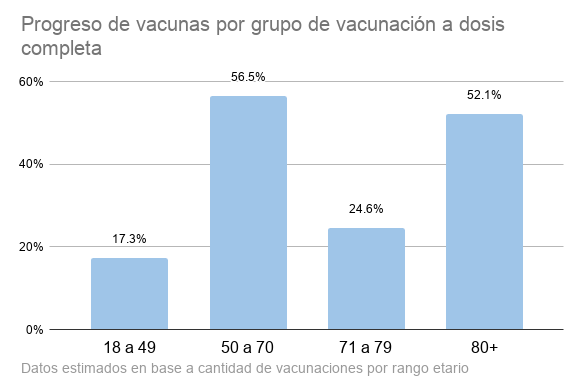 Progreso de vacunas por grupo de vacunación a dosis
completa
60%
56.5%
52.1%
40%
24.6%
20%
17.3%
0%
18 a 49
50 a 70
71 a 79
80+
Datos estimados en base a cantidad de vacunaciones por rango etario